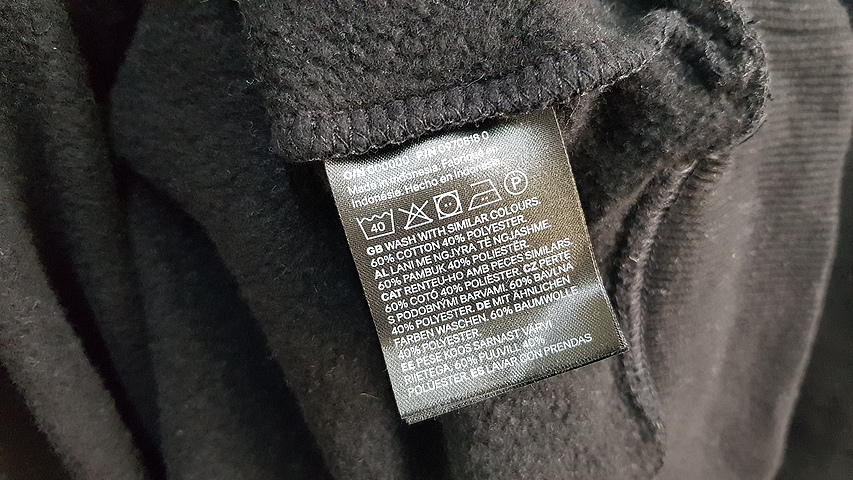 Made in Indonesia. Fabriqué en
Indonesie. Hecho en Indonesia.
40 P
GB WASH WITH SIMILAR COLOURS.
60% COTTON 40% POLYESTER.
AL LANI ME NGJYRA TË NGJASHME.
60% PAMBUK 40% POLIESTËR.
CAT RENTEU-HO AMB PECES SIMILARS.
60% COTÓ 40% POLIÈSTER. CZ PERTE
S PODOBNÝMI BARVAMI. 60% BAVLNA
40% POLYESTER. DE MIT ÄHNLICHEN
FARBEN WASCHEN. 60% BAUMWOLLE
40% POLYESTER.
EE PESE KOOS SARNAST VÄRVI
RIETEGA. 60% PUUVILL 40%
POLÜESTER. ES LAVAR CON PRENDAS